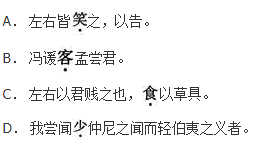 A．左右皆笑之，以告。
B．冯谖客孟尝君。
C．左右以君贱之也，食以草具。
D．我尝闻少仲尼之闻而轻伯夷之义者。